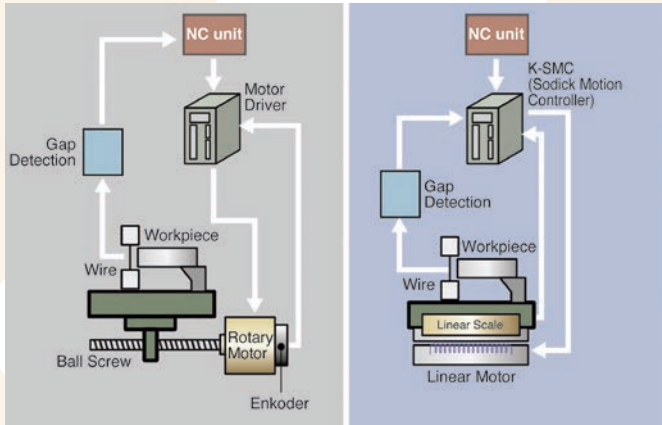 NC unit
Motor
Driver
Gap
Detection
Workpiece
Wire
Rotary
Motor
Ball Screw
Enkoder
NC unit
K-SMC
(Sodick Motion
Controller)
Gap
Detection
Workpiece
Wire
Linear Scale
Linear Motor